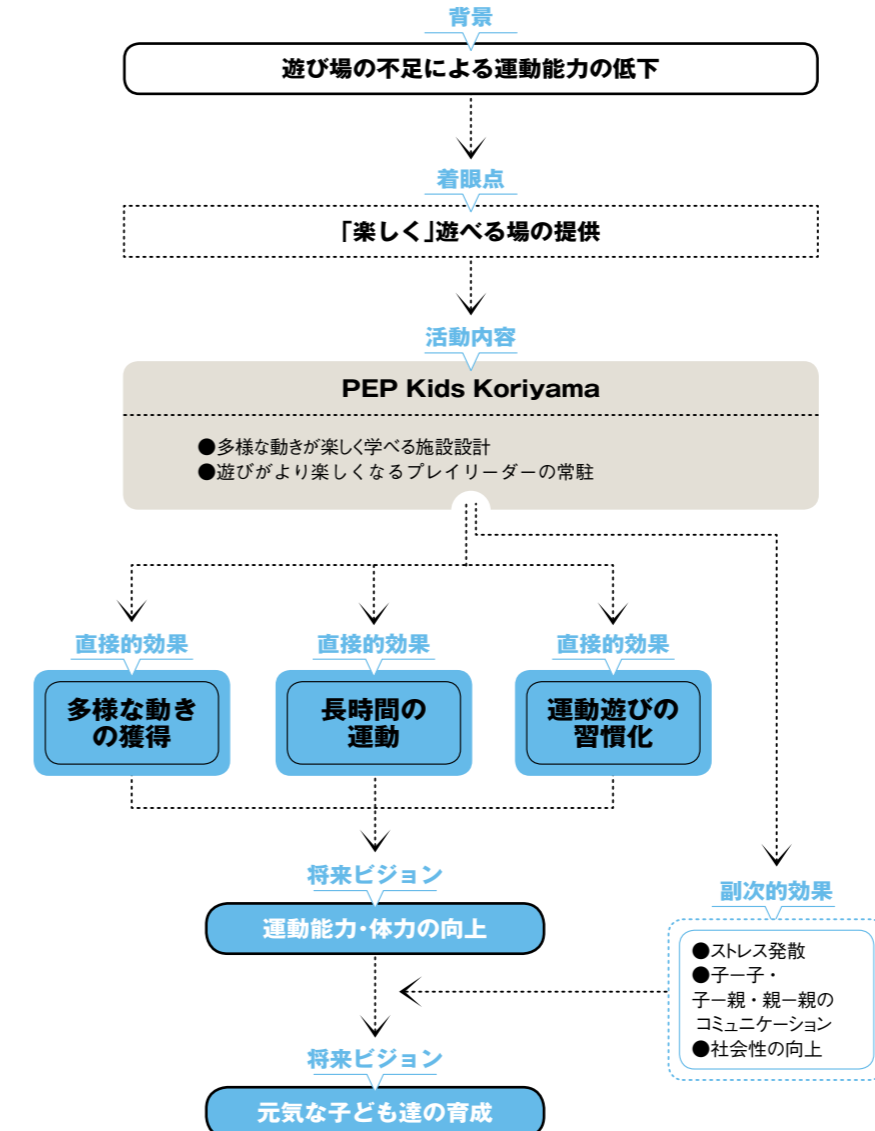 背景
遊び場の不足による運動能力の低下
着眼点
「楽しく」遊べる場の提供
活動内容
PEP Kids Koriyama
●多様な動きが楽しく学べる施設設計
●遊びがより楽しくなるプレイリーダーの常駐
直接的効果
多様な動き
の獲得
直接的効果
長時間の
運動
直接的効果
運動遊びの
習慣化
将来ビジョン
運動能力・体力の向上
副次的効果
●ストレス発散
●子ー子・
子ー親・親ー親の
コミュニケーション
●社会性の向上
将来ビジョン
元気な子ども達の育成